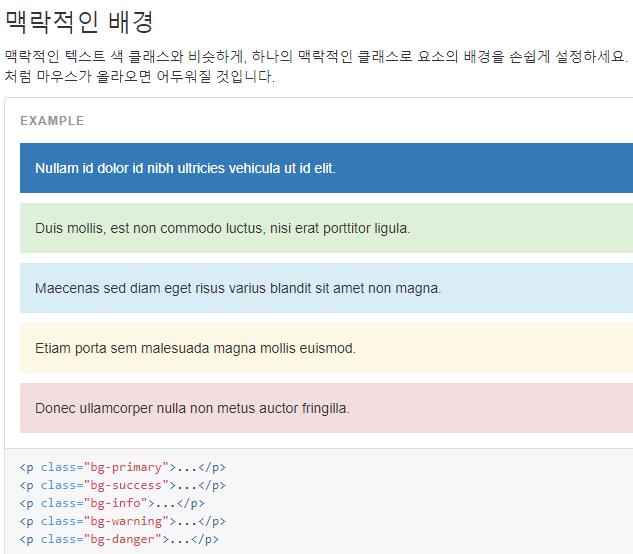 맥락적인 배경
맥락적인 텍스트 색 클래스와 비슷하게, 하나의 맥락적인 클래스로 요소의 배경을 손쉽게 설정하세요.
처럼 마우스가 올라오면 어두워질 것입니다.
EXAMPLE
Nullam id dolor id nibh ultricies vehicula ut id elit.
Duis mollis, est non commodo luctus, nisi erat porttitor ligula.
Maecenas sed diam eget risus varius blandit sit amet non magna.
Etiam porta sem malesuada magna mollis euismod.
Donec ullamcorper nulla non metus auctor fringilla.
<p class="bg-primary">...</p>
<p class="bg-success">...</p>
<p class="bg-info">...</p>
<p class="bg-warning">...</p>
<p class="bg-danger">...</p>